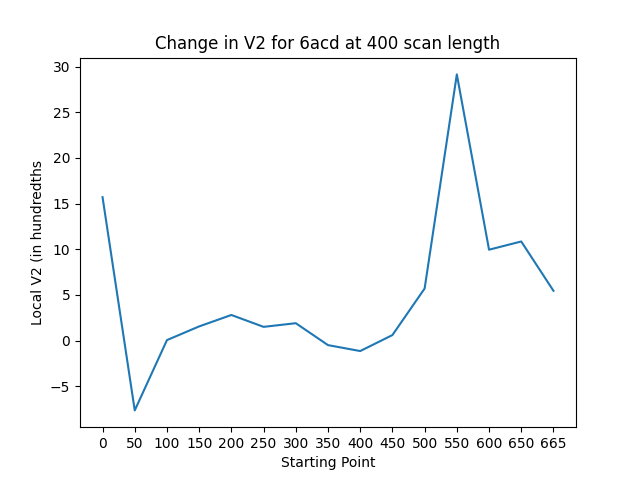 Change in V2 for 6acd at 400 scan length
30
25
20
15
10
5
0
−5
Local V2 (in hundredths
0 50 100 150 200 250 300 350 400 450 500 550 600 650 665
Starting Point